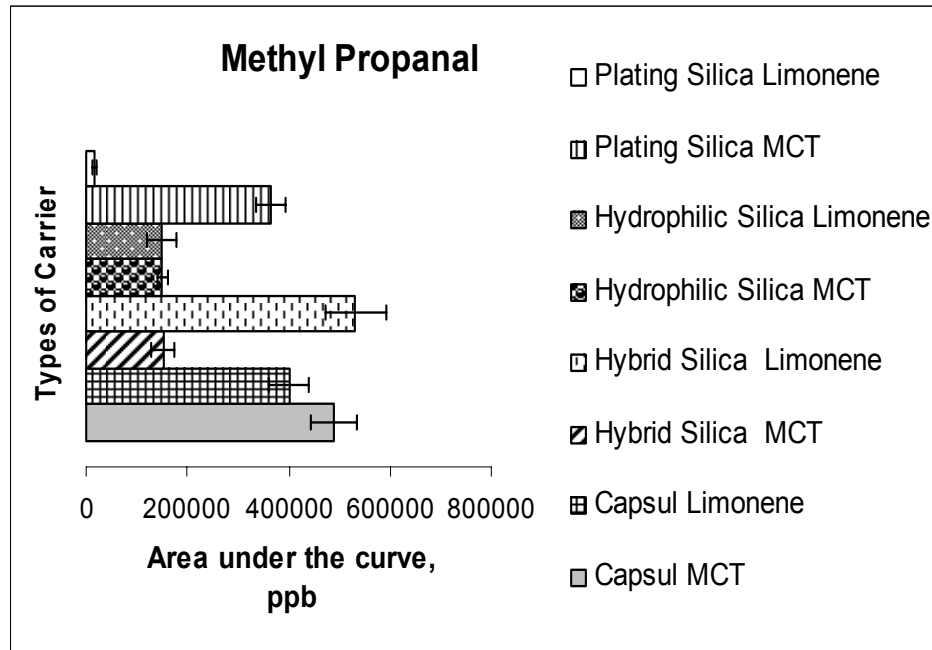 Methyl Propanal
Types of Carrier
0 200000 400000 600000 800000
Area under the curve,
ppb
Plating Silica Limonene
Plating Silica MCT
Hydrophilic Silica Limonene
Hydrophilic Silica MCT
Hybrid Silica Limonene
Hybrid Silica MCT
Capsul Limonene
Capsul MCT